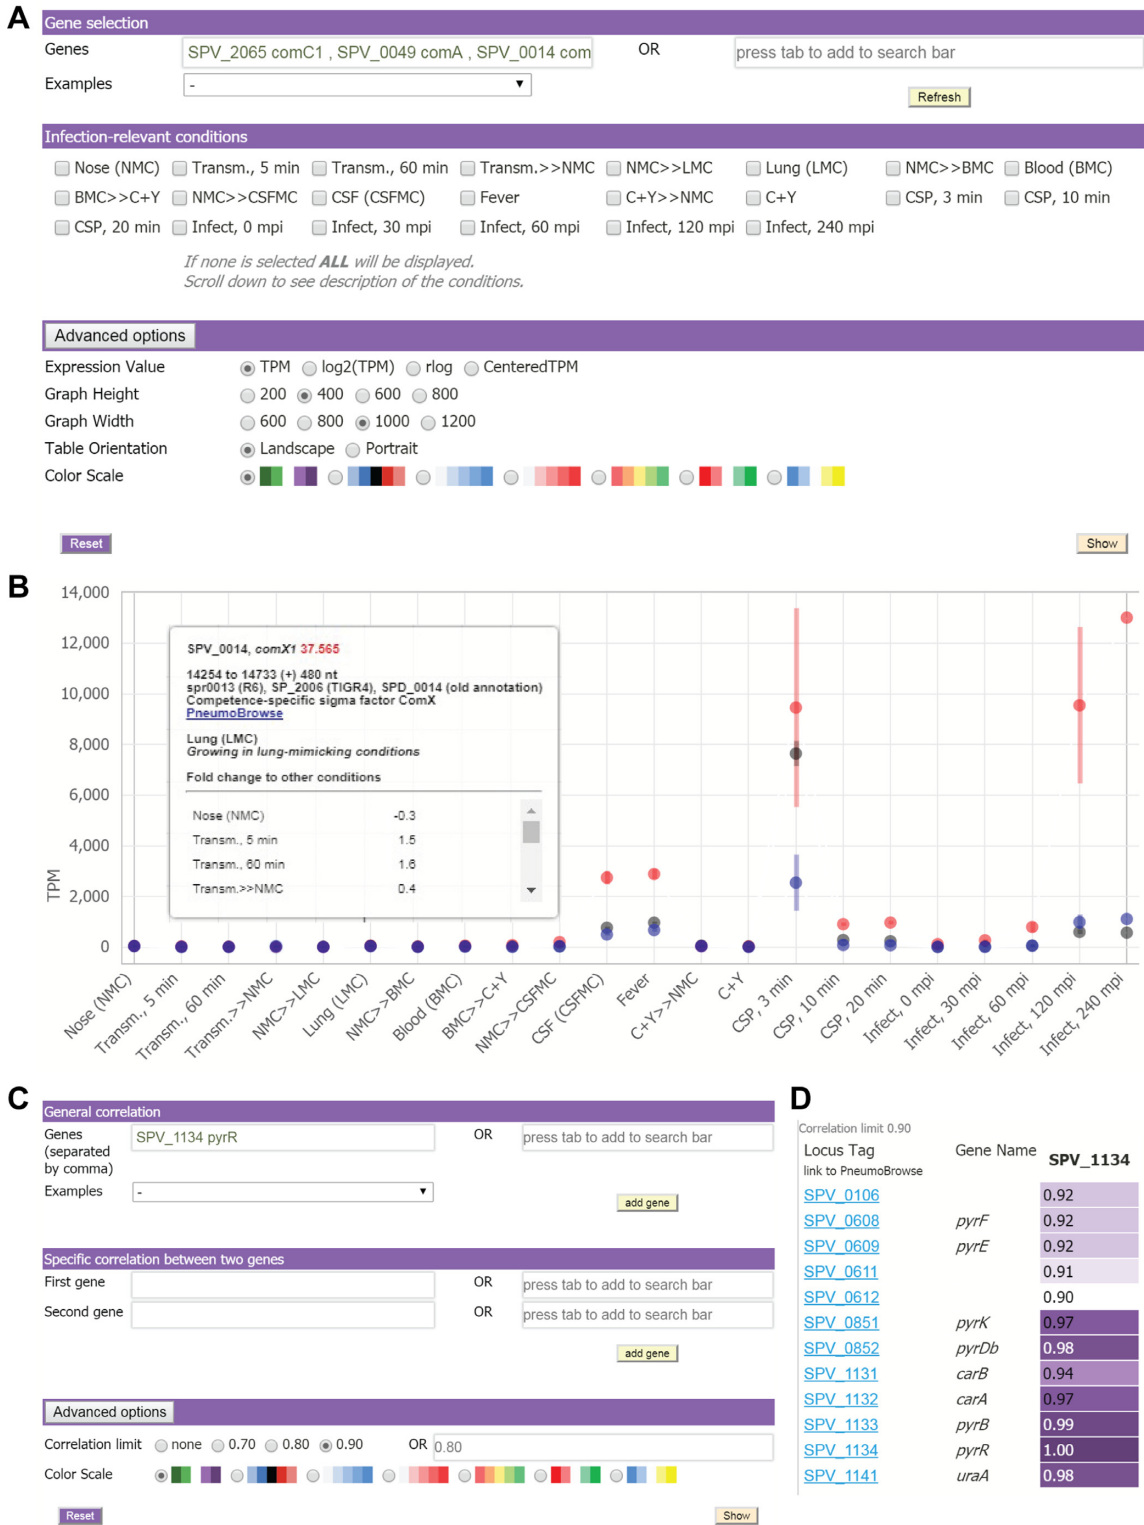 A
Gene selection
Genes SPV_2065 comC1 , SPV_0049 comA , SPV_0014 com OR press tab to add to search bar
Examples - Refresh
Infection-relevant conditions
Nose (NMC) Transm., 5 min Transm., 60 min Transm.>>NMC NMC>>LMC Lung (LMC) NMC>>BMC Blood (BMC)
BMC>>C+Y NMC>>CSFMC CSF (CSFMC) Fever C+Y>>NMC C+Y CSP, 3 min CSP, 10 min
CSP, 20 min Infect, 0 mpi Infect, 30 mpi Infect, 60 mpi Infect, 120 mpi Infect, 240 mpi
If none is selected ALL will be displayed.
Scroll down to see description of the conditions.
Advanced options
Expression Value TPM log2(TPM) rlog CenteredTPM
Graph Height 200 400 600 800
Graph Width 600 800 1000 1200
Table Orientation Landscape Portrait
Color Scale
Reset Show
B
14,000
12,000
10,000
8,000
6,000
4,000
2,000
0
TPM
SPV_0014, comX1 37.565
14254 to 14733 (+) 480 nt
spr0013 (R6), SP_2006 (TIGR4), SPD_0014 (old annotation)
Competence-specific sigma factor ComX
PneumoBrowse
Lung (LMC)
Growing in lung-mimicking conditions
Fold change to other conditions
Nose (NMC) -0.3
Transm., 5 min 1.5
Transm., 60 min 1.6
Transm.>>NMC 0.4
Nose (NMC)
Transm., 5 min
Transm., 60 min
Transm.>>NMC
NMC>>LMC
Lung (LMC)
NMC>>BMC
Blood (BMC)
BMC>>C+Y
NMC>>CSFMC
CSF (CSFMC)
Fever
C+Y>>NMC
C+Y
CSP, 3 min
CSP, 10 min
CSP, 20 min
Infect, 0 mpi
Infect, 30 mpi
Infect, 60 mpi
Infect, 120 mpi
Infect, 240 mpi
C
General correlation
Genes
(separated
by comma)
SPV_1134 pyrR OR press tab to add to search bar
Examples - add gene
Specific correlation between two genes
First gene OR press tab to add to search bar
Second gene OR press tab to add to search bar
add gene
Advanced options
Correlation limit none 0.70 0.80 0.90 OR 0.80
Color Scale
Reset Show
D
Correlation limit 0.90
Locus Tag Gene Name SPV_1134
link to PneumoBrowse
SPV_0106 0.92
SPV_0608 pyrF 0.92
SPV_0609 pyrE 0.92
SPV_0611 0.91
SPV_0612 0.90
SPV_0851 pyrK 0.97
SPV_0852 pyrDb 0.98
SPV_1131 carB 0.94
SPV_1132 carA 0.97
SPV_1133 pyrB 0.99
SPV_1134 pyrR 1.00
SPV_1141 uraA 0.98